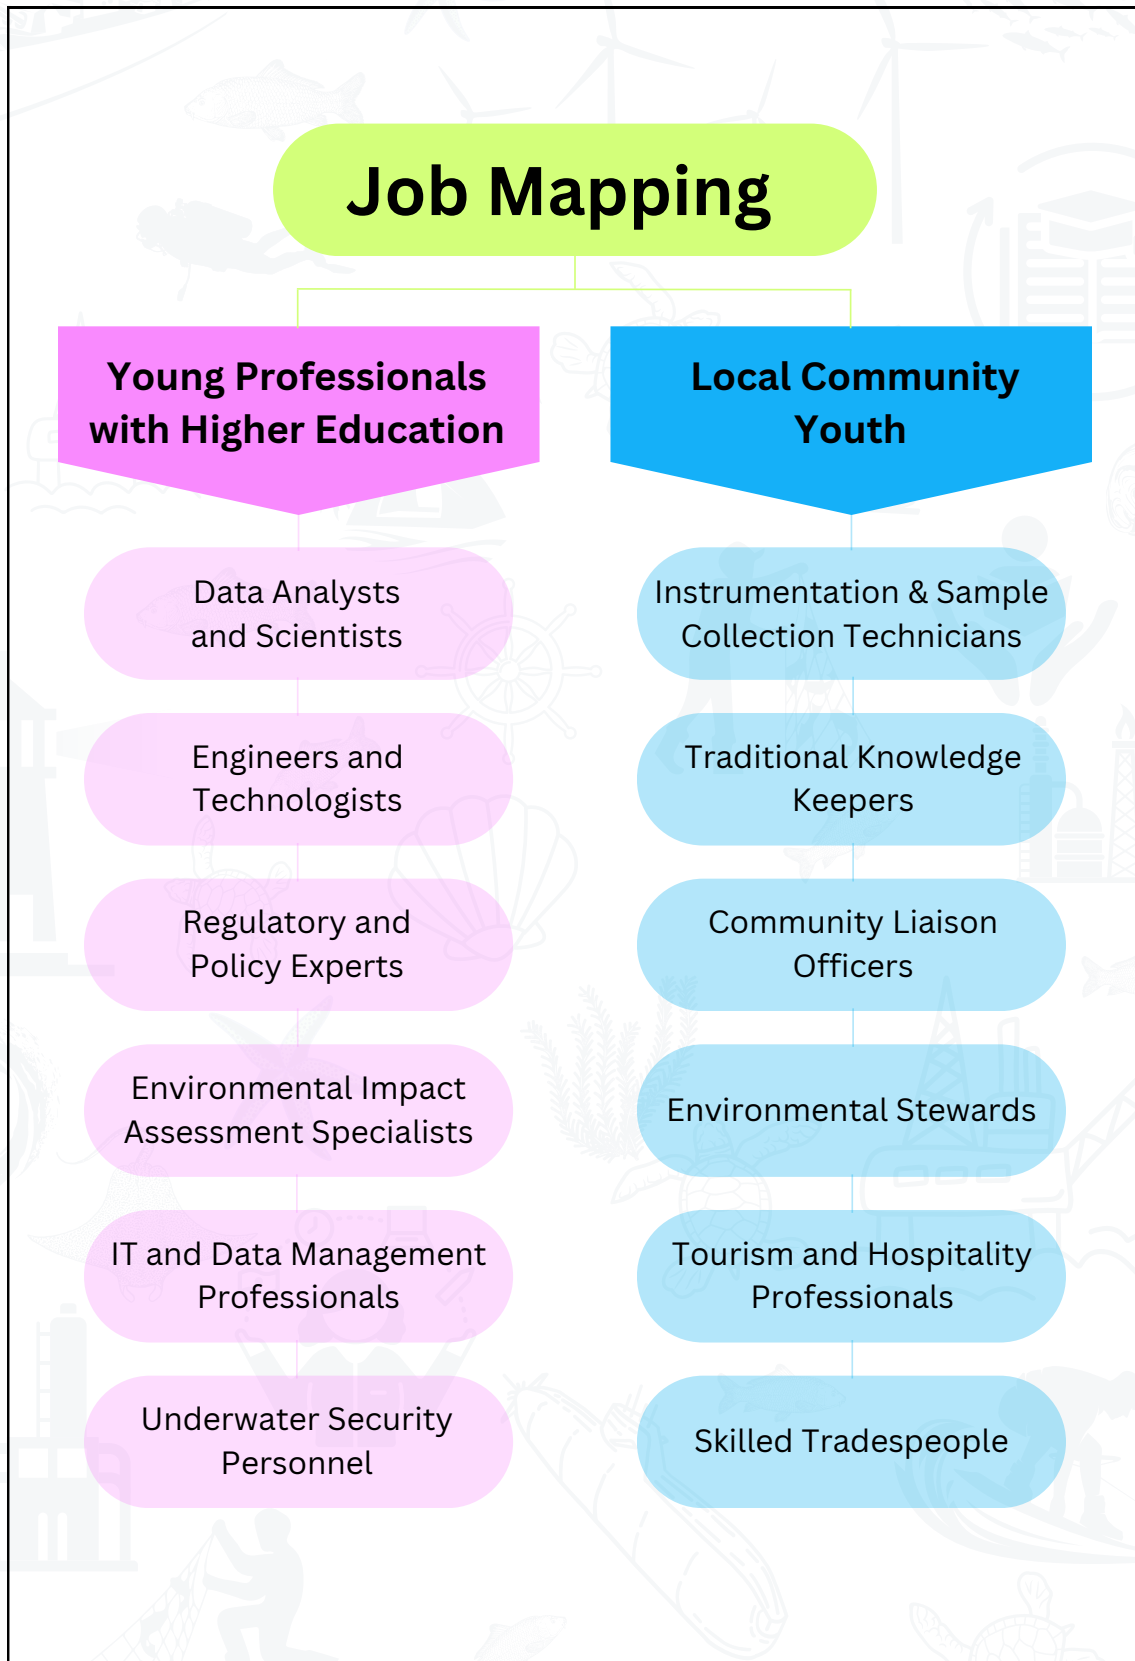 Job Mapping
Young Professionals
with Higher Education
Data Analysts
and Scientists
Engineers and
Technologists
Regulatory and
Policy Experts
Environmental Impact
Assessment Specialists
IT and Data Management
Professionals
Underwater Security
Personnel
Local Community
Youth
Instrumentation & Sample
Collection Technicians
Traditional Knowledge
Keepers
Community Liaison
Officers
Environmental Stewards
Tourism and Hospitality
Professionals
Skilled Tradespeople